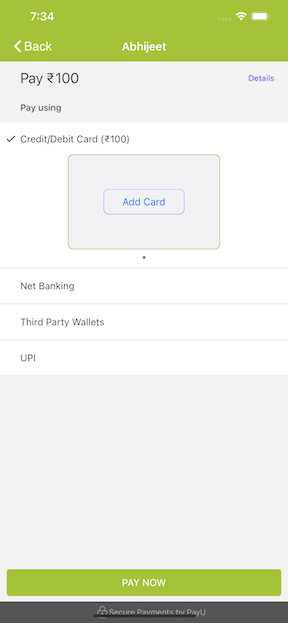 7:34
Back
Abhijeet
Pay ₹100
Details
Pay using
Credit/Debit Card (₹100)
Add Card
Net Banking
Third Party Wallets
UPI
PAY NOW
Secure Payments by PayU